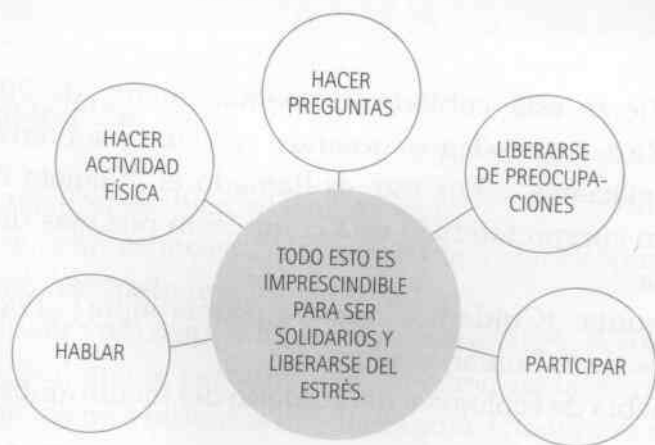 HACER
PREGUNTAS
HACER
ACTIVIDAD
FÍSICA
LIBERARSE
DE PREOCUPA-
CIONES
TODO ESTO ES
IMPRESCINDIBLE
PARA SER
SOLIDARIOS Y
LIBERARSE DEL
ESTRÉS.
HABLAR
PARTICIPAR